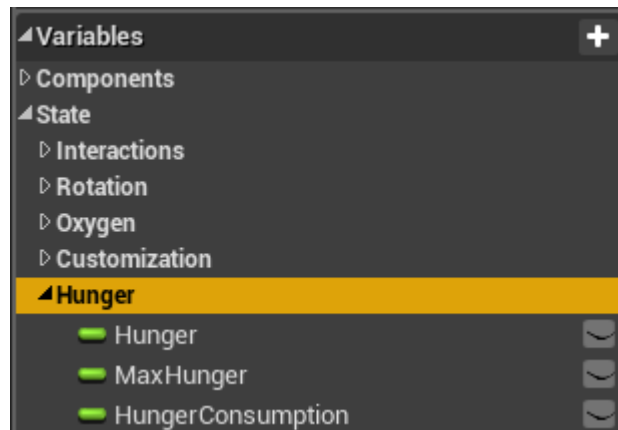 Variables
Components
State
Interactions
Rotation
Oxygen
Customization
Hunger
Hunger
MaxHunger
HungerConsumption